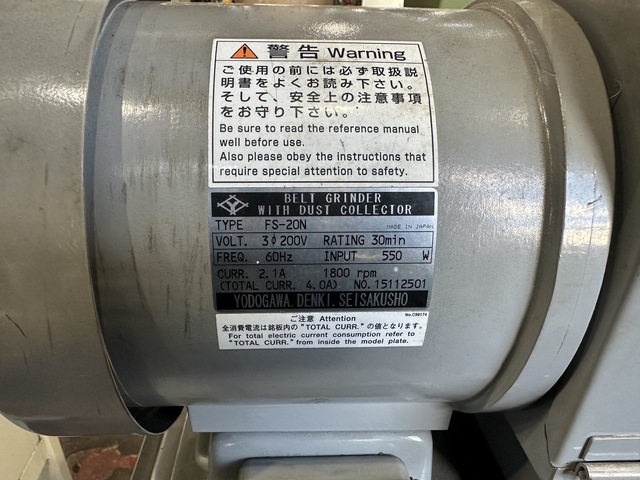 警告 Warning
ご使用の前には必ず取扱説
明書をよくお読み下さい。
そして、安全上の注意事項
をお守り下さい。
Be sure to read the reference manual
well before use.
Also please obey the instructions that
require special attention to safety.
BELT GRINDER
WITH DUST COLLECTOR
TYPE FS-20N MADE IN JAPAN
VOLT. 3φ200V RATING 30min
FREQ. 60Hz INPUT 550 W
CURR. 2.1A 1800 rpm
(TOTAL CURR. 4.0A) NO.15112501
YODOGAWA.DENKI.SEISAKUSHO
ご注意 Attention No.C00174
全消費電流は銘板内の"TOTAL CURR."の値となります。
For total electric current consumption refer to
"TOTAL CURR." from inside the model plate.